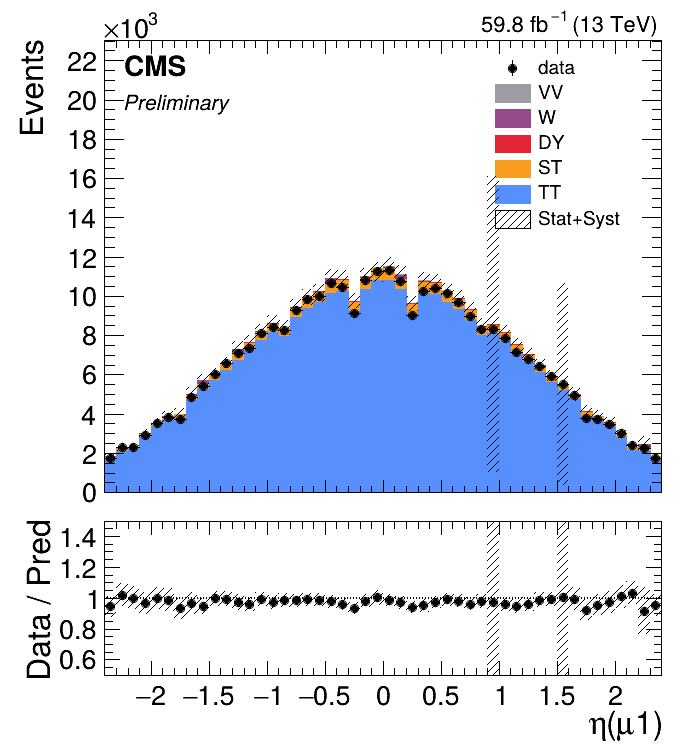 ×10³
59.8 fb⁻¹ (13 TeV)
Events
CMS
Preliminary
data
VV
W
DY
ST
TT
Stat+Syst
22
20
18
16
14
12
10
8
6
4
2
0
Data / Pred
1.4
1.2
1
0.8
0.6
−2
−1.5
−1
−0.5
0
0.5
1
1.5
2
η(μ1)